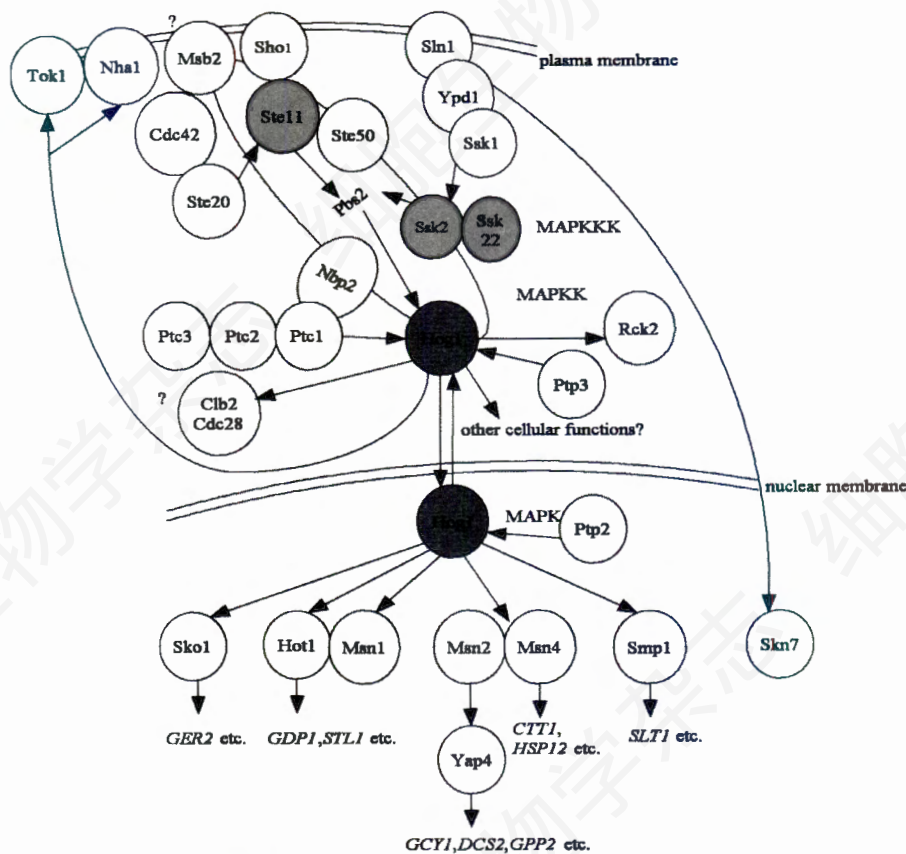 ?
Tok1
Nha1
Msb2
Sho1
Sln1
plasma membrane
Ypd1
Cdc42
Ste11
Ste50
Ssk1
Ste20
Pbs2
Ssk2
Ssk
22
MAPKKK
Nbp2
MAPKK
Ptc3
Ptc2
Ptc1
Hog1
Rck2
Ptp3
?
Clb2
Cdc28
other cellular functions?
nuclear membrane
MAPK
Ptp2
Sko1
Hot1
Msn1
Msn2
Msn4
Smp1
Skn7
GER2 etc.
GDP1,STL1 etc.
CTT1,
HSP12 etc.
SLT1 etc.
Yap4
GCY1,DCS2,GPP2 etc.